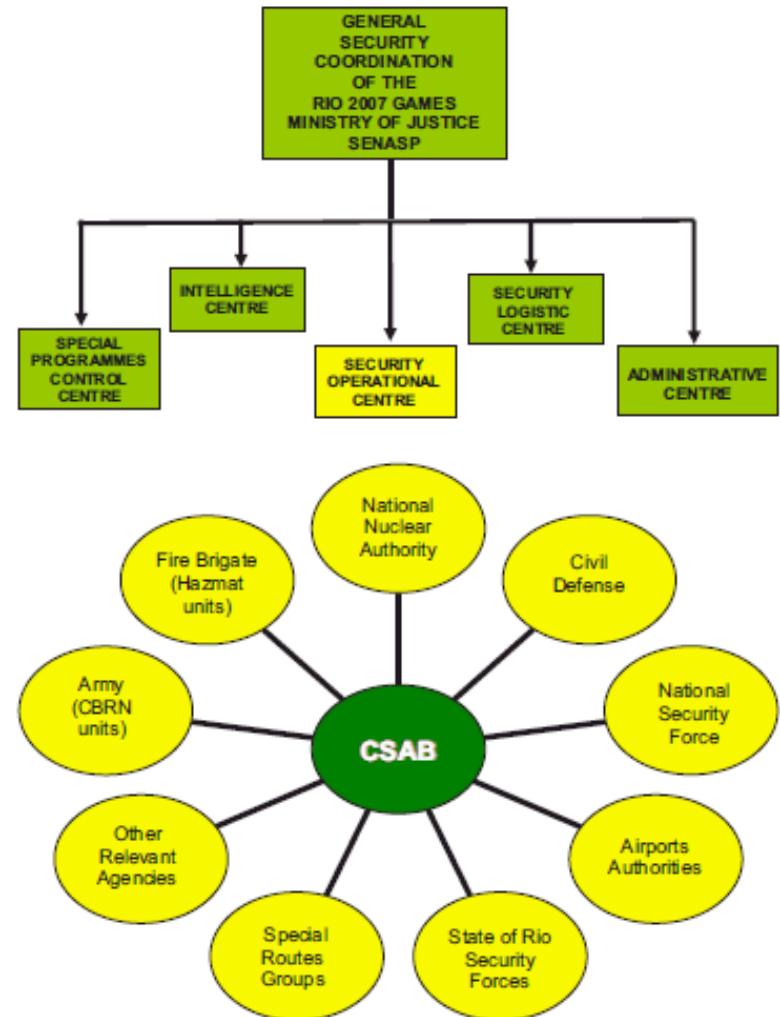 GENERAL
SECURITY
COORDINATION
OF THE
RIO 2007 GAMES
MINISTRY OF JUSTICE
SENASP
INTELLIGENCE
CENTRE
SECURITY
LOGISTIC
CENTRE
SPECIAL
PROGRAMMES
CONTROL
CENTRE
SECURITY
OPERATIONAL
CENTRE
ADMINISTRATIVE
CENTRE
National
Nuclear
Authority
Fire Brigate
(Hazmat
units)
Civil
Defense
Army
(CBRN
units)
National
Security
Force
CSAB
Other
Relevant
Agencies
Airports
Authorities
Special
Routes
Groups
State of Rio
Security
Forces